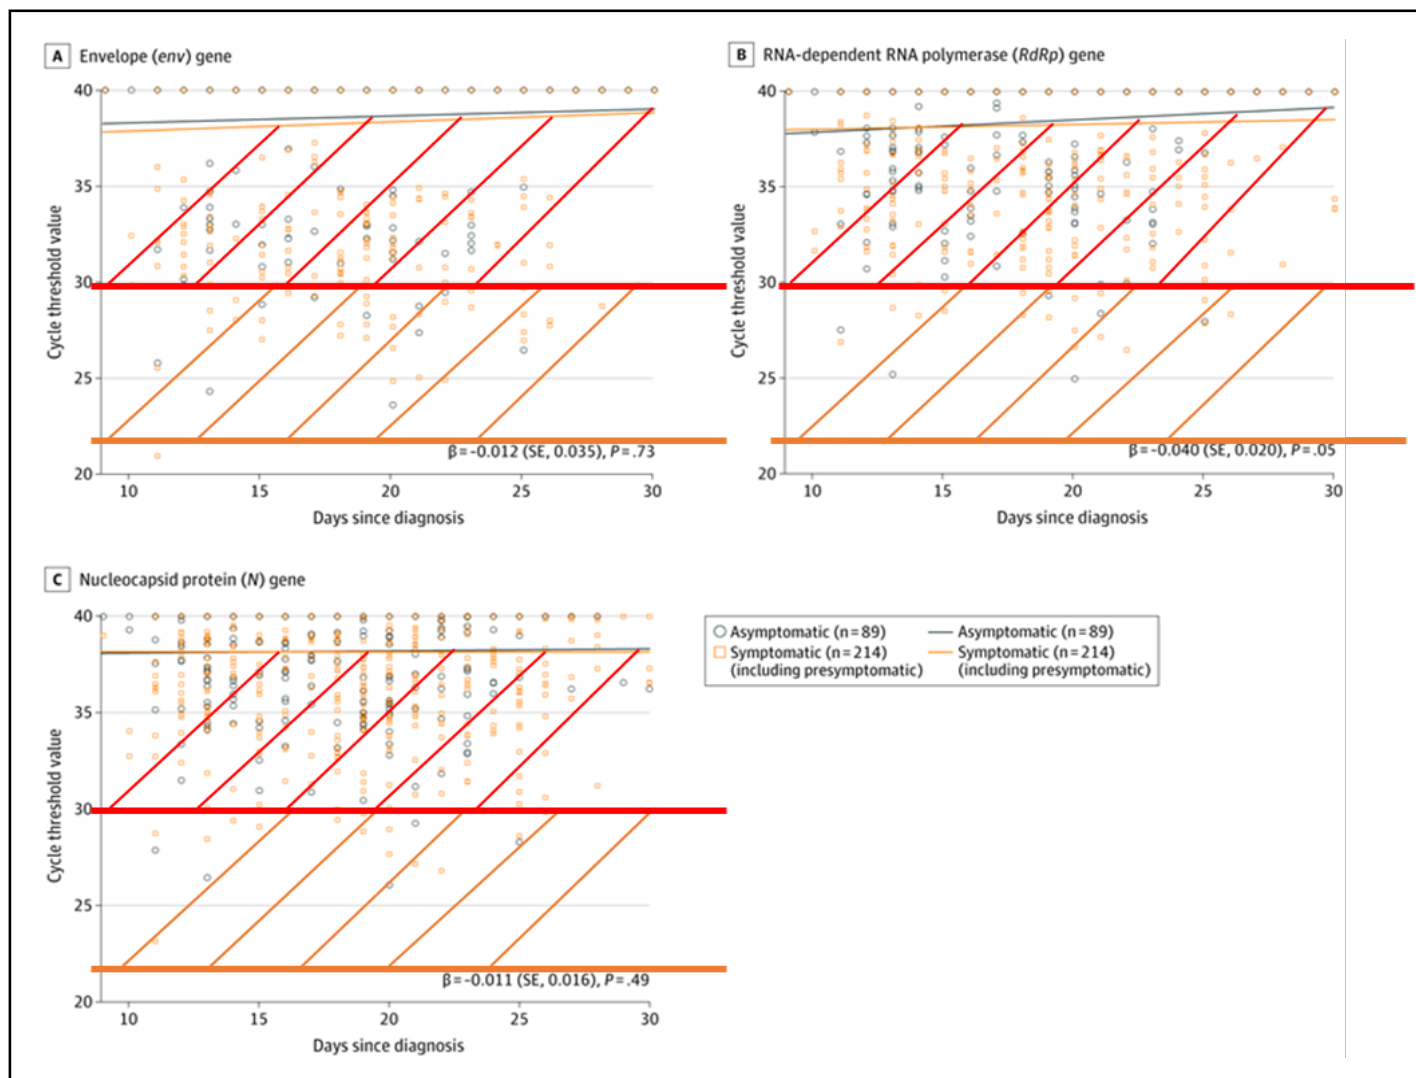 A Envelope (env) gene
40
35
30
25
20
Cycle threshold value
β = -0.012 (SE, 0.035), P = .73
10 15 20 25 30
Days since diagnosis
B RNA-dependent RNA polymerase (RdRp) gene
40
35
30
25
20
Cycle threshold value
β = -0.040 (SE, 0.020), P = .05
10 15 20 25 30
Days since diagnosis
C Nucleocapsid protein (N) gene
40
35
30
25
20
Cycle threshold value
β = -0.011 (SE, 0.016), P = .49
10 15 20 25 30
Days since diagnosis
Asymptomatic (n = 89)
Symptomatic (n = 214)
(including presymptomatic)
Asymptomatic (n = 89)
Symptomatic (n = 214)
(including presymptomatic)